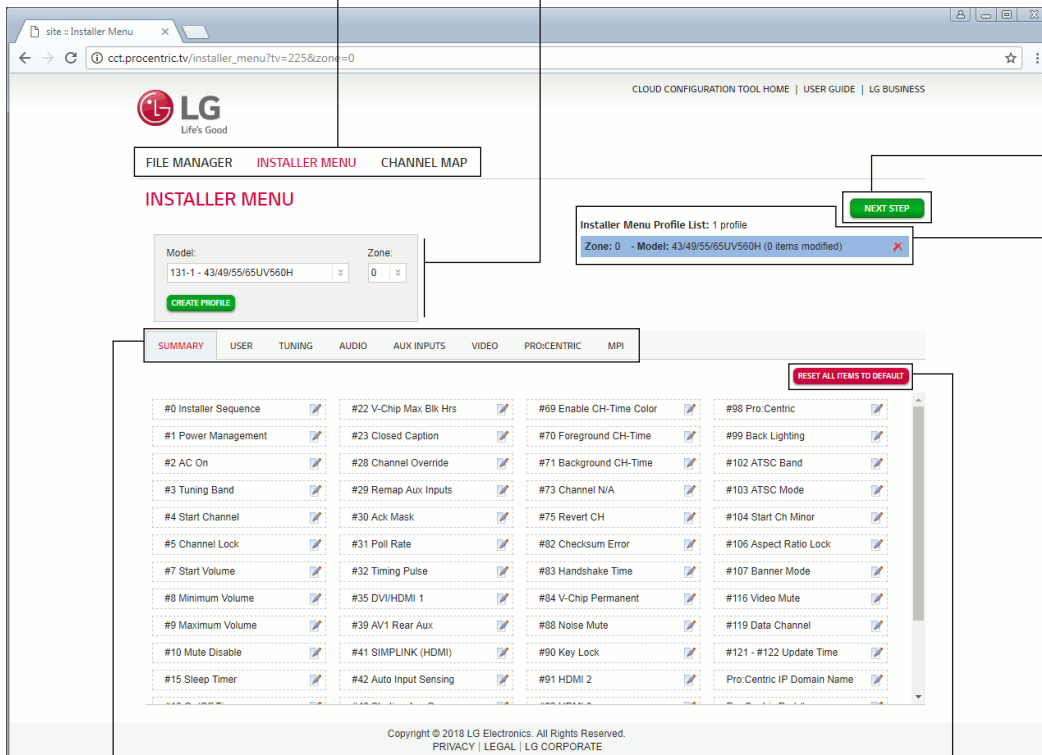 site :: Installer Menu
cct.procentric.tv/installer_menu?tv=225&zone=0
CLOUD CONFIGURATION TOOL HOME | USER GUIDE | LG BUSINESS
LG
Life's Good
FILE MANAGER INSTALLER MENU CHANNEL MAP
INSTALLER MENU
NEXT STEP
Installer Menu Profile List: 1 profile
Zone: 0 - Model: 43/49/55/65UV560H (0 items modified)
Model: Zone:
131-1 - 43/49/55/65UV560H 0
CREATE PROFILE
SUMMARY USER TUNING AUDIO AUX INPUTS VIDEO PRO:CENTRIC MPI
RESET ALL ITEMS TO DEFAULT
#0 Installer Sequence #22 V-Chip Max Blk Hrs #69 Enable CH-Time Color #98 Pro:Centric
#1 Power Management #23 Closed Caption #70 Foreground CH-Time #99 Back Lighting
#2 AC On #28 Channel Override #71 Background CH-Time #102 ATSC Band
#3 Tuning Band #29 Remap Aux Inputs #73 Channel N/A #103 ATSC Mode
#4 Start Channel #30 Ack Mask #75 Revert CH #104 Start Ch Minor
#5 Channel Lock #31 Poll Rate #82 Checksum Error #106 Aspect Ratio Lock
#7 Start Volume #32 Timing Pulse #83 Handshake Time #107 Banner Mode
#8 Minimum Volume #35 DVI/HDMI 1 #84 V-Chip Permanent #116 Video Mute
#9 Maximum Volume #39 AV1 Rear Aux #88 Noise Mute #119 Data Channel
#10 Mute Disable #41 SIMPLINK (HDMI) #90 Key Lock #121 - #122 Update Time
#15 Sleep Timer #42 Auto Input Sensing #91 HDMI 2 Pro:Centric IP Domain Name
Copyright © 2018 LG Electronics. All Rights Reserved.
PRIVACY | LEGAL | LG CORPORATE